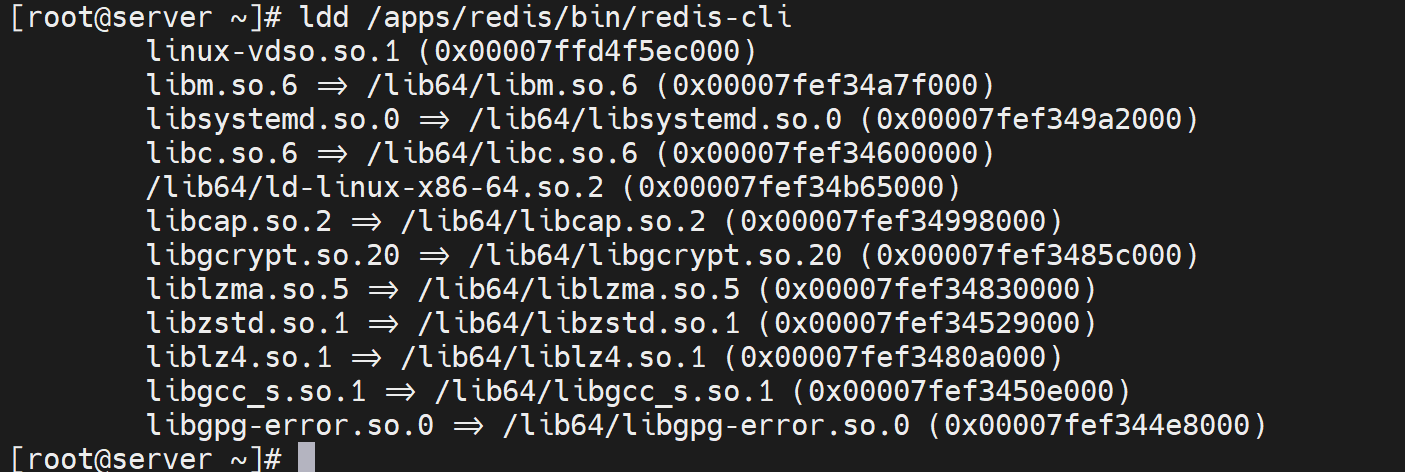 [root@server ~]# ldd /apps/redis/bin/redis-cli
linux-vdso.so.1 (0x00007ffd4f5ec000)
libm.so.6 => /lib64/libm.so.6 (0x00007fef34a7f000)
libsystemd.so.0 => /lib64/libsystemd.so.0 (0x00007fef349a2000)
libc.so.6 => /lib64/libc.so.6 (0x00007fef34600000)
/lib64/ld-linux-x86-64.so.2 (0x00007fef34b65000)
libcap.so.2 => /lib64/libcap.so.2 (0x00007fef34998000)
libgcrypt.so.20 => /lib64/libgcrypt.so.20 (0x00007fef3485c000)
liblzma.so.5 => /lib64/liblzma.so.5 (0x00007fef34830000)
libzstd.so.1 => /lib64/libzstd.so.1 (0x00007fef34529000)
liblz4.so.1 => /lib64/liblz4.so.1 (0x00007fef3480a000)
libgcc_s.so.1 => /lib64/libgcc_s.so.1 (0x00007fef3450e000)
libgpg-error.so.0 => /lib64/libgpg-error.so.0 (0x00007fef344e8000)
[root@server ~]#